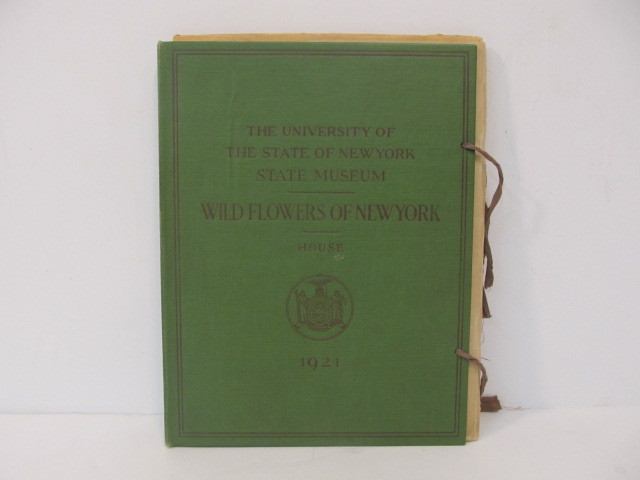 THE UNIVERSITY OF
THE STATE OF NEW YORK
STATE MUSEUM
WILD FLOWERS OF NEW YORK
HOUSE
1921